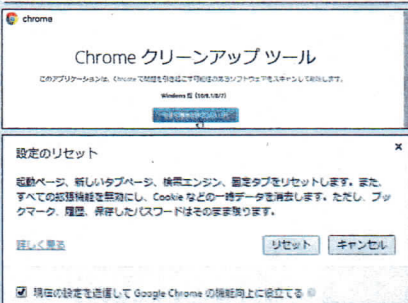 chrome
Chrome クリーンアップ ツール
このアプリケーションは、Chrome で問題を引き起こす可能性のあるソフトウェアをスキャンして削除します。
Windows 版 (10/8.1/8/7)
設定のリセット
起動ページ、新しいタブページ、検索エンジン、固定タブをリセットします。また、
すべての拡張機能を無効にし、Cookie などの一時データを消去します。ただし、ブッ
クマーク、履歴、保存したパスワードはそのまま残ります。
詳しく見る
リセット
キャンセル
現在の設定を送信して Google Chrome の機能向上に役立てる